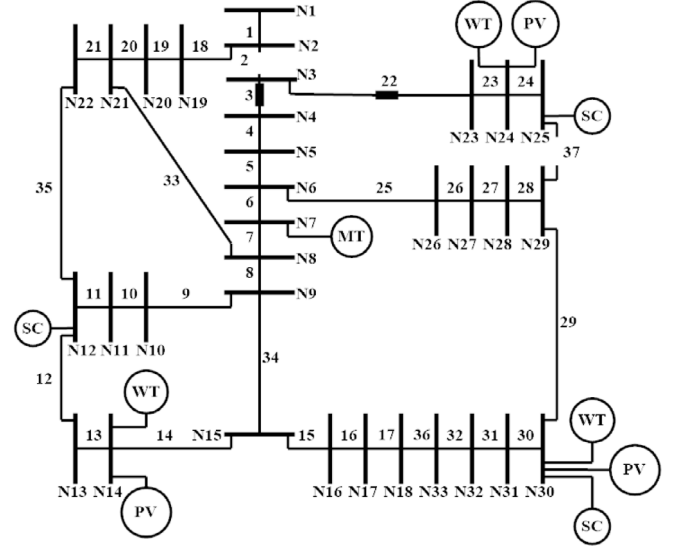 N1
WT PV
1
21 20 19 18 N2
2
N3
22 23 24
3
N22 N21 N20 N19
N4 SC
4 N23 N24 N25
N5 37
5
33 N6 25 26 27 28
35
6
N7
MT
7 N26 N27 N28 N29
N8
8
11 10 9 N9
SC
29
N12 N11 N10
34
12
WT
WT
13 14 N15 15 16 17 36 32 31 30
PV
N13 N14 N16 N17 N18 N33 N32 N31 N30
PV
SC